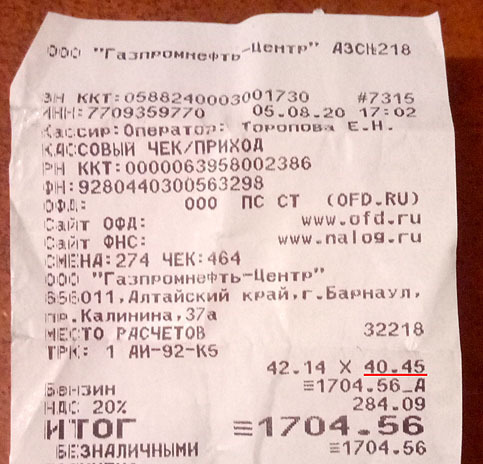 ООО "Газпромнефть-Центр" АЗС№218
ЗН ККТ:0588240003001730 #7315
ИНН:7709359770 05-08-20 17:02
Кассир:Оператор: Торопова Е.Н.
КАССОВЫЙ ЧЕК/ПРИХОД
РН ККТ:0000063958002386
ФН:9280440300563298
ОФД: ООО ПС СТ (OFD.RU)
Сайт ОФД: www.ofd.ru
Сайт ФНС: www.nalog.ru
СМЕНА:274 ЧЕК:464
ООО "Газпромнефть-Центр"
656011,Алтайский край,г.Барнаул,
пр.Калинина,37а
МЕСТО РАСЧЕТОВ 32218
ТРК: 1 АИ-92-К5
42.14 X 40.45
Бензин ≡1704.56_А
НДС 20% 284.09
ИТОГ ≡1704.56
БЕЗНАЛИЧНЫМИ ≡1704.56